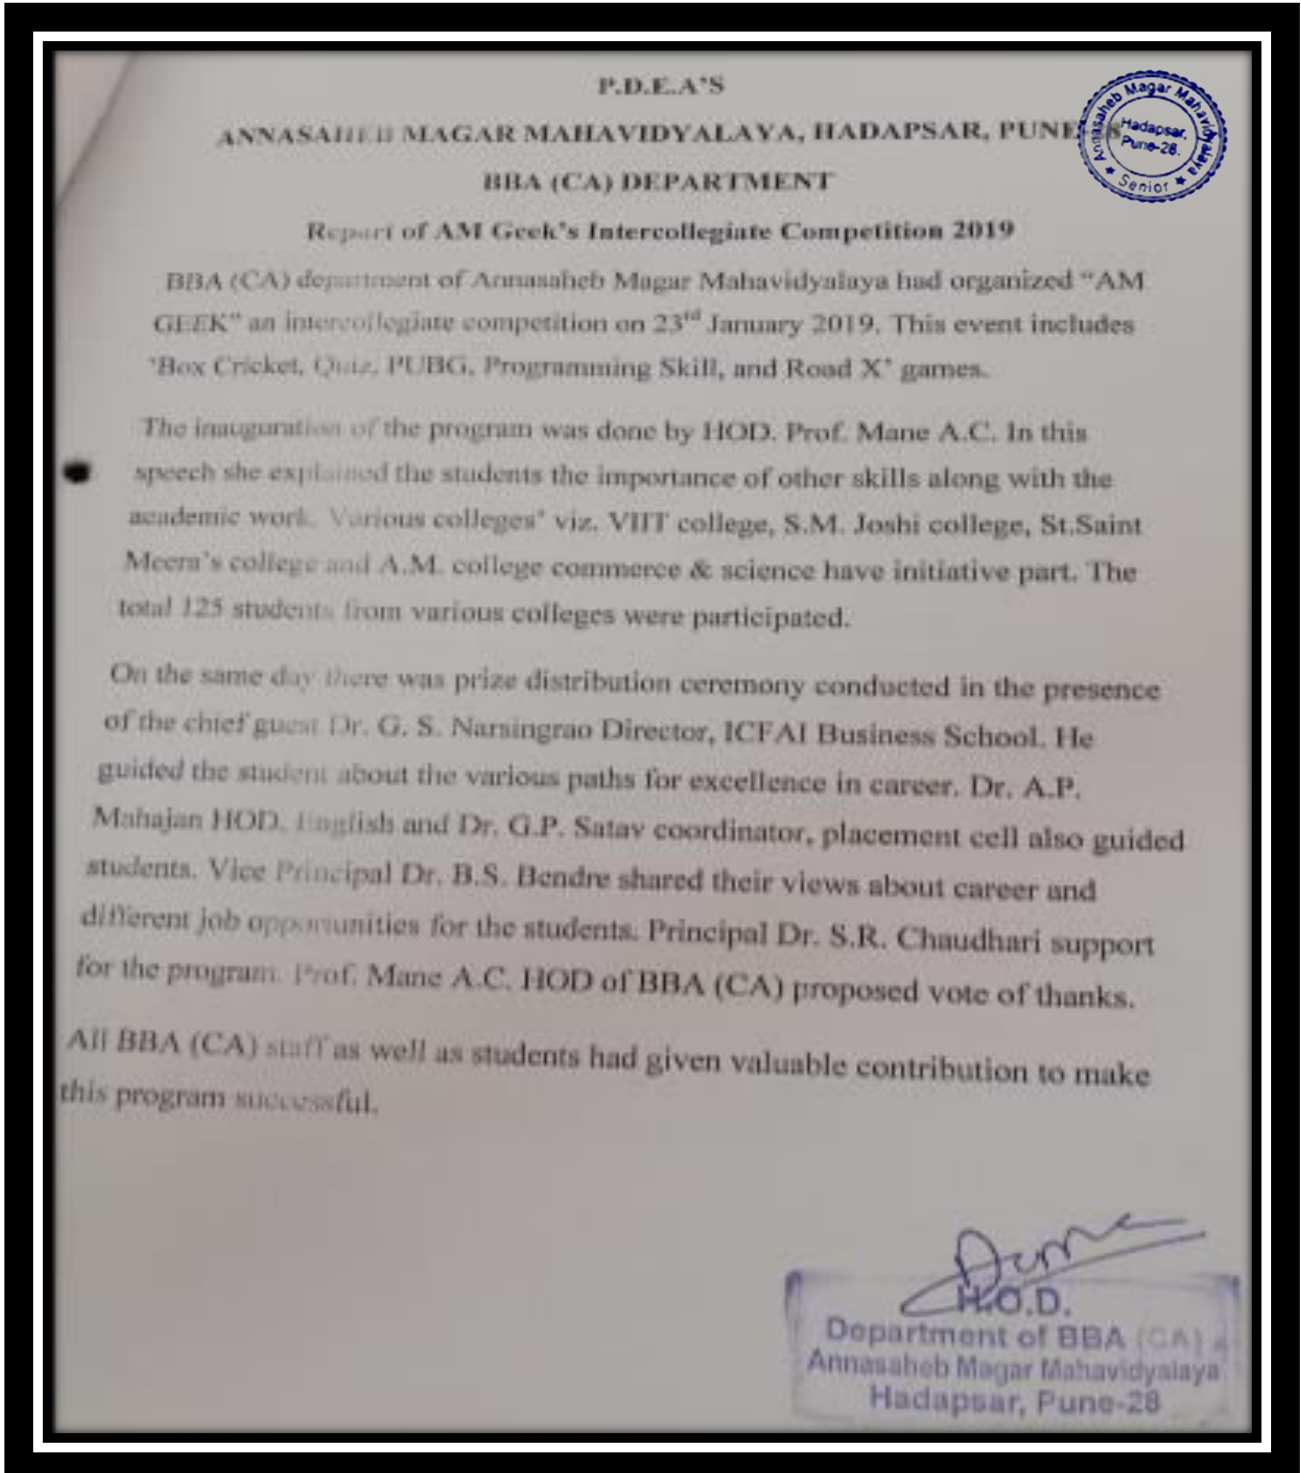 P.D.E.A'S
ANNASAHEB MAGAR MAHAVIDYALAYA, HADAPSAR, PUNE-28
BBA (CA) DEPARTMENT
Report of AM Geek's Intercollegiate Competition 2019
BBA (CA) department of Annasaheb Magar Mahavidyalaya had organized "AM
GEEK" an intercollegiate competition on 23rd January 2019. This event includes
'Box Cricket, Quiz, PUBG, Programming Skill, and Road X' games.
The inauguration of the program was done by HOD. Prof. Mane A.C. In this
speech she explained the students the importance of other skills along with the
academic work. Various colleges' viz. VIIT college, S.M. Joshi college, St.Saint
Meera's college and A.M. college commerce & science have initiative part. The
total 125 students from various colleges were participated.
On the same day there was prize distribution ceremony conducted in the presence
of the chief guest Dr. G. S. Narsingrao Director, ICFAI Business School. He
guided the student about the various paths for excellence in career. Dr. A.P.
Mahajan HOD, English and Dr. G.P. Satav coordinator, placement cell also guided
students. Vice Principal Dr. B.S. Bendre shared their views about career and
different job opportunities for the students. Principal Dr. S.R. Chaudhari support
for the program. Prof. Mane A.C. HOD of BBA (CA) proposed vote of thanks.
All BBA (CA) staff as well as students had given valuable contribution to make
this program successful.
Annasaheb Magar Mahavidyalaya
Hadapsar,
Pune-28.
★ Senior ★
H.O.D.
Department of BBA (CA)
Annasaheb Magar Mahavidyalaya
Hadapsar, Pune-28